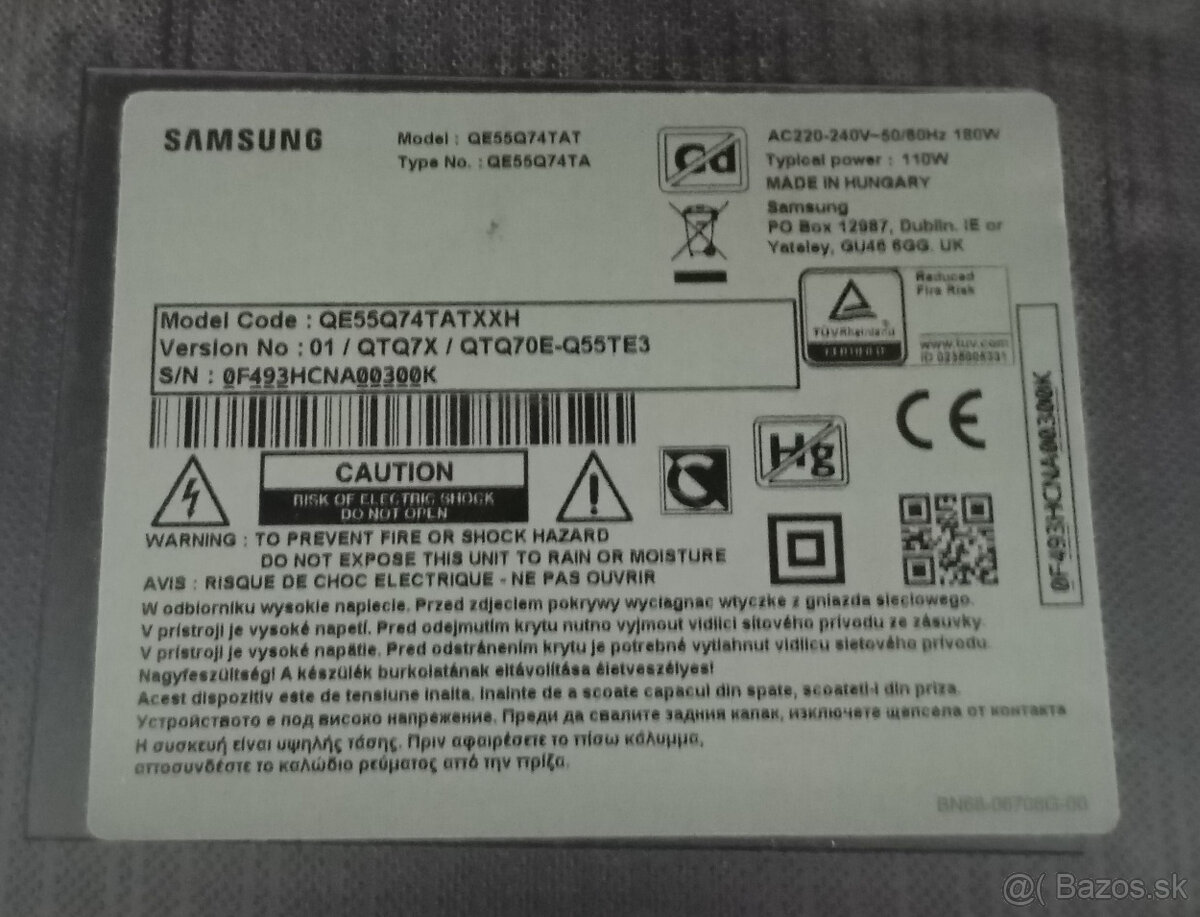 SAMSUNG
Model : QE55Q74TAT
Type No. : QE55Q74TA
Cd
AC220-240V~50/60Hz 180W
Typical power : 110W
MADE IN HUNGARY
Samsung
PO Box 12987, Dublin. IE or
Yateley, GU46 6GG. UK
Model Code : QE55Q74TATXXH
Version No : 01 / QTQ7X / QTQ70E-Q55TE3
S/N : 0F493HCNA00300K
TÜVRheinland
CERTIFIED
Reduced
Fire Risk
www.tuv.com
0F493HCNA00300K
CE
Hg
CAUTION
RISK OF ELECTRIC SHOCK
DO NOT OPEN
WARNING : TO PREVENT FIRE OR SHOCK HAZARD
DO NOT EXPOSE THIS UNIT TO RAIN OR MOISTURE
AVIS : RISQUE DE CHOC ELECTRIQUE - NE PAS OUVRIR
W odbiorniku wysokie napiecie. Przed zdjeciem pokrywy wyciagnac wtyczke z gniazda sieciowego.
V prístroji je vysoké napetí. Pred odejmutím krytu nutno vyjmout vidlici sítového prívodu ze zásuvky.
V prístroji je vysoké napätie. Pred odstránením krytu je potrebné vytiahnut vidlicu sietového prívodu.
Nagyfeszültség! A készülék burkolatának eltávolítása életveszélyes!
Acest dispozitiv este de tensiune inalta. Inainte de a scoate capacul din spate, scoateti-l din priza.
Устройството е под високо напрежение. Преди да свалите задния капак, изключете щепсела от контакта
Η συσκευή είναι υψηλής τάσης. Πριν αφαιρέσετε το πίσω κάλυμμα,
αποσυνδέστε το καλώδιο ρεύματος από την πρίζα.
@( Bazos.sk